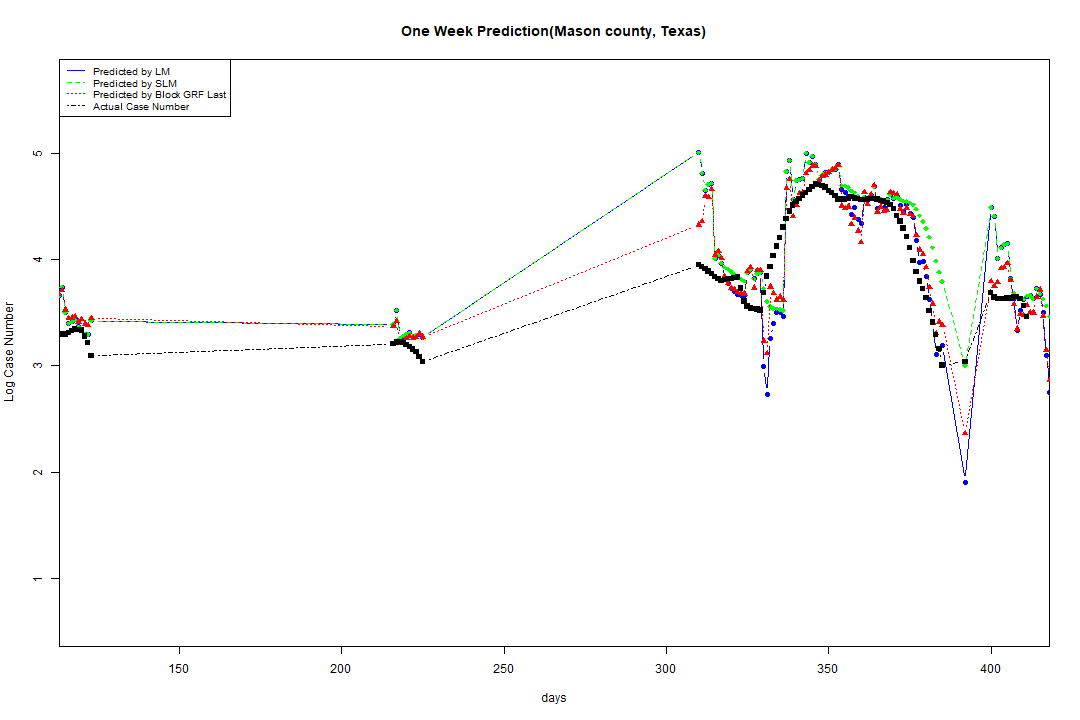 One Week Prediction(Mason county, Texas)
Predicted by LM
Predicted by SLM
Predicted by Block GRF Last
Actual Case Number
Log Case Number
5
4
3
2
1
150
200
250
300
350
400
days